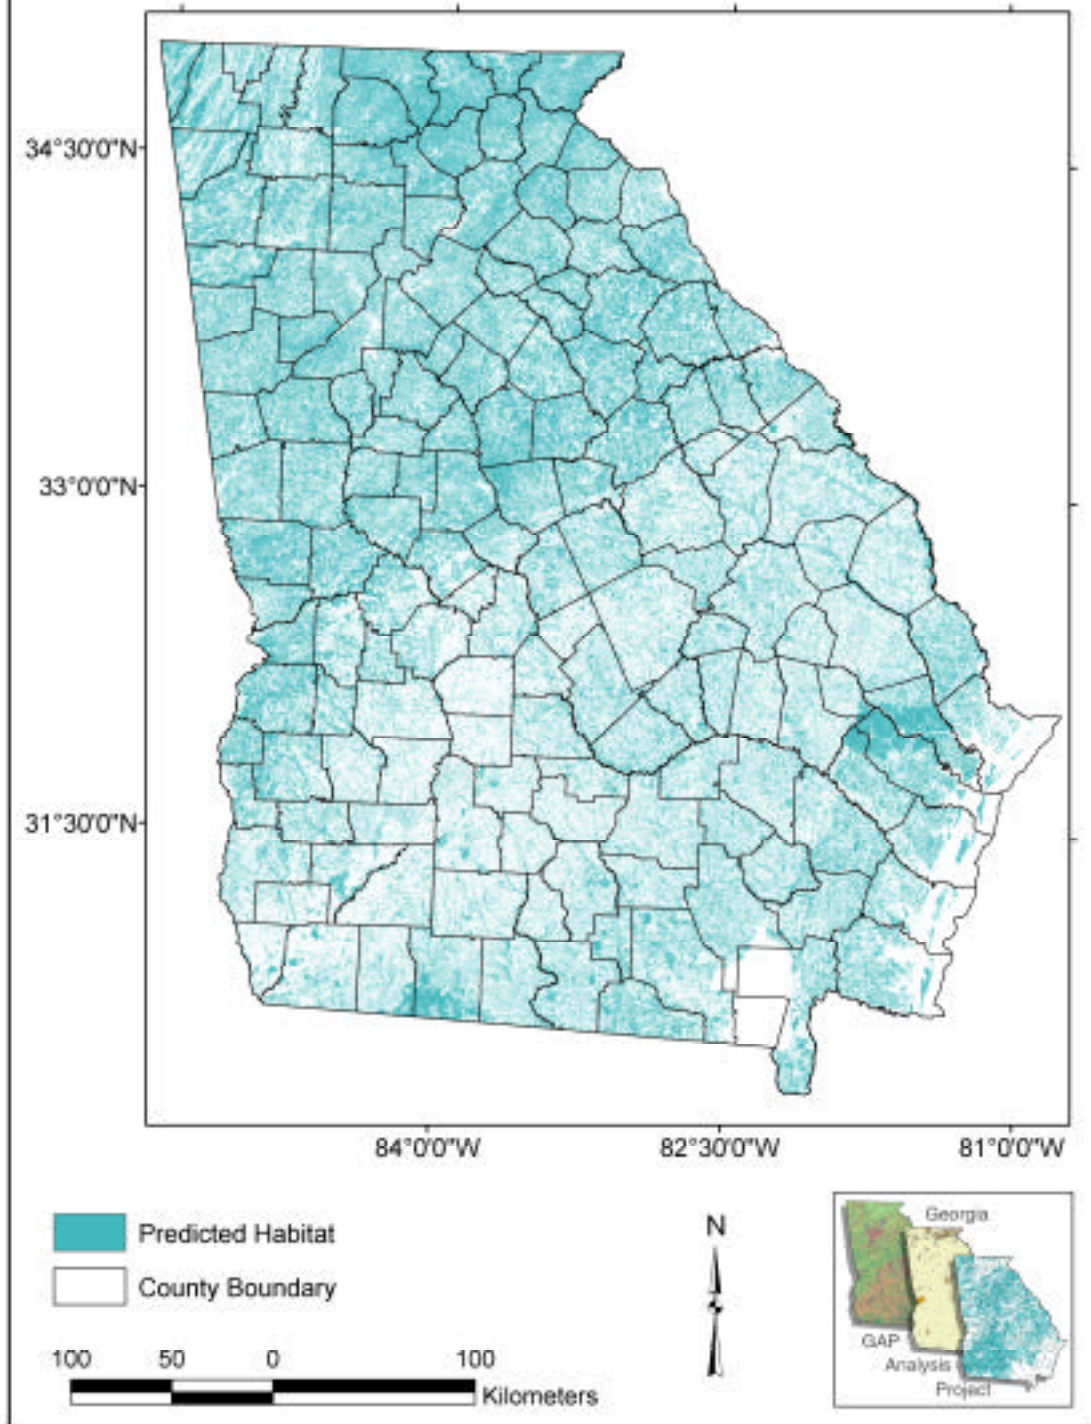 34°30'0"N
33°0'0"N
31°30'0"N
84°0'0"W
82°30'0"W
81°0'0"W
Predicted Habitat
County Boundary
N
100 50 0 100
Kilometers
Georgia
GAP
Analysis
Project